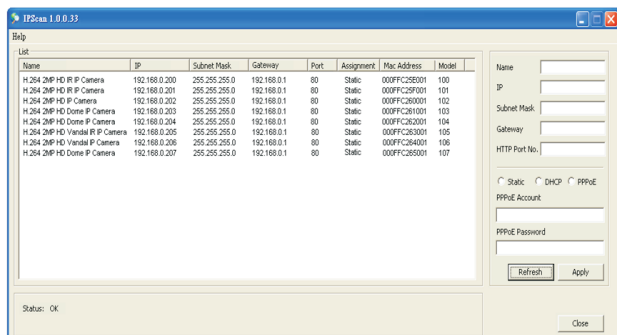 IPScan 1.0.0.33
Help
List
Name IP Subnet Mask Gateway Port Assignment Mac Address Model
H.264 2MP HD IR IP Camera 192.168.0.200 255.255.255.0 192.168.0.1 80 Static 000FFC25E001 100
H.264 2MP HD IR IP Camera 192.168.0.201 255.255.255.0 192.168.0.1 80 Static 000FFC25F001 101
H.264 2MP HD IP Camera 192.168.0.202 255.255.255.0 192.168.0.1 80 Static 000FFC260001 102
H.264 2MP HD Dome IP Camera 192.168.0.203 255.255.255.0 192.168.0.1 80 Static 000FFC261001 103
H.264 2MP HD Dome IP Camera 192.168.0.204 255.255.255.0 192.168.0.1 80 Static 000FFC262001 104
H.264 2MP HD Vandal IR IP Camera 192.168.0.205 255.255.255.0 192.168.0.1 80 Static 000FFC263001 105
H.264 2MP HD Vandal IP Camera 192.168.0.206 255.255.255.0 192.168.0.1 80 Static 000FFC264001 106
H.264 2MP HD Dome IP Camera 192.168.0.207 255.255.255.0 192.168.0.1 80 Static 000FFC265001 107
Name
IP
Subnet Mask
Gateway
HTTP Port No.
Static DHCP PPPoE
PPPoE Account
PPPoE Password
Refresh Apply
Status: OK
Close